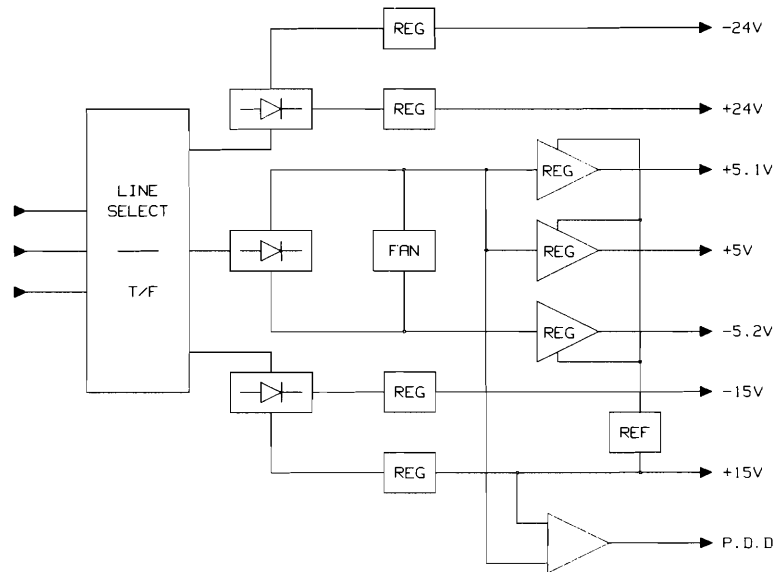 REG
-24V
REG
+24V
LINE
SELECT
T/F
FAN
REG
+5.1V
REG
+5V
REG
-5.2V
REG
-15V
REF
REG
+15V
P.D.D